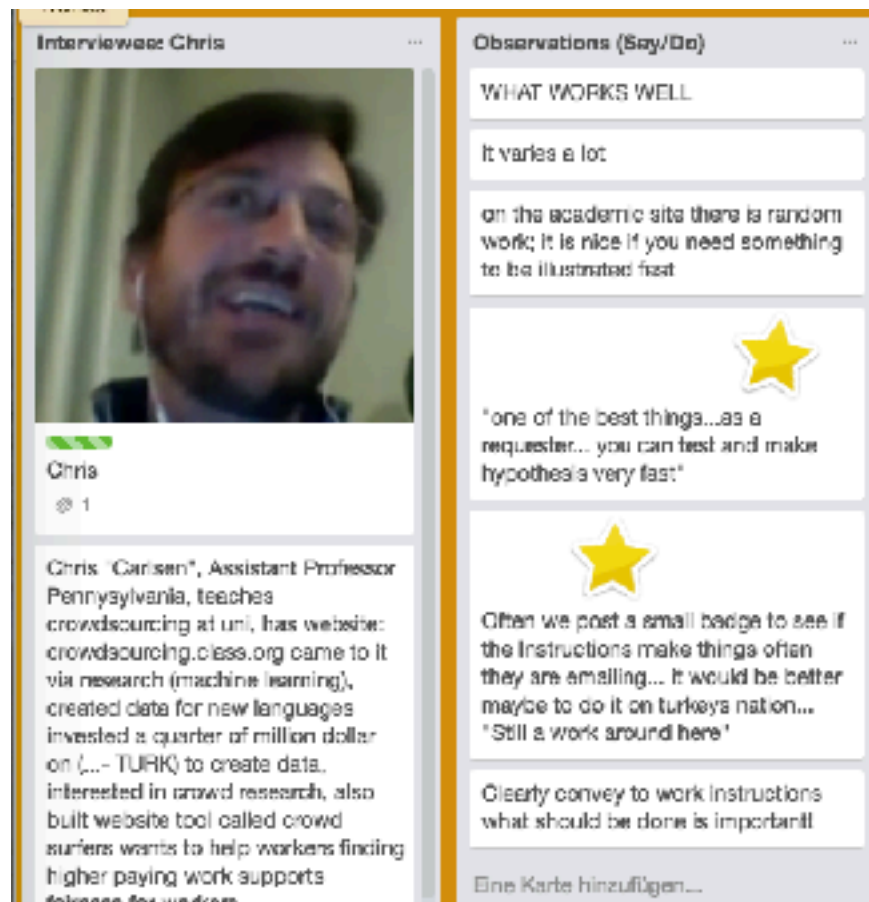 Interviewee: Chris
Chris
1
Chris "Carlsen", Assistant Professor
Pennysylvania, teaches
crowdsourcing at uni, has website:
crowdsourcing.class.org came to it
via research (machine learning),
created data for new languages
invested a quarter of million dollar
on (...- TURK) to create data,
interested in crowd research, also
built website tool called crowd
surfers wants to help workers finding
higher paying work supports
fairness for workers
Observations (Say/Do)
WHAT WORKS WELL
It varies a lot
on the academic site there is random
work; it is nice if you need something
to be illustrated fast
"one of the best things...as a
requester... you can test and make
hypothesis very fast"
Often we post a small badge to see if
the Instructions make things often
they are emailing... it would be better
maybe to do it on turkeys nation...
"Still a work around here"
Clearly convey to work instructions
what should be done is important!
Eine Karte hinzufügen...